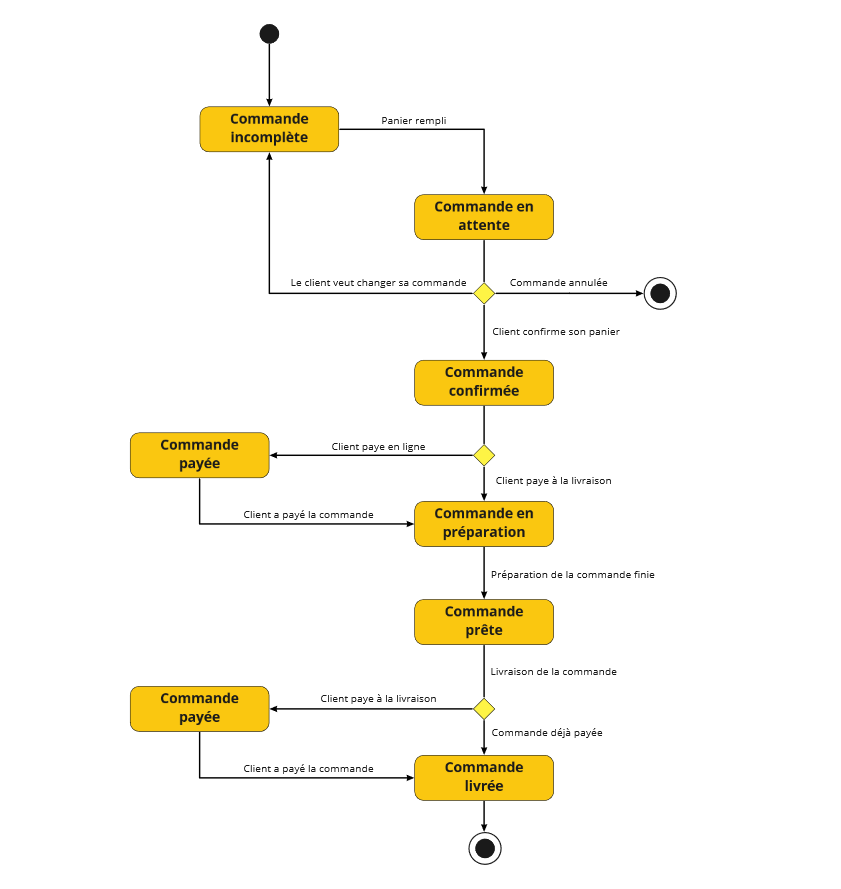 Commande
incomplète
Panier rempli
Commande en
attente
Le client veut changer sa commande
Commande annulée
Client confirme son panier
Commande
confirmée
Commande
payée
Client paye en ligne
Client paye à la livraison
Client a payé la commande
Commande en
préparation
Préparation de la commande finie
Commande
prête
Livraison de la commande
Commande
payée
Client paye à la livraison
Commande déjà payée
Client a payé la commande
Commande
livrée